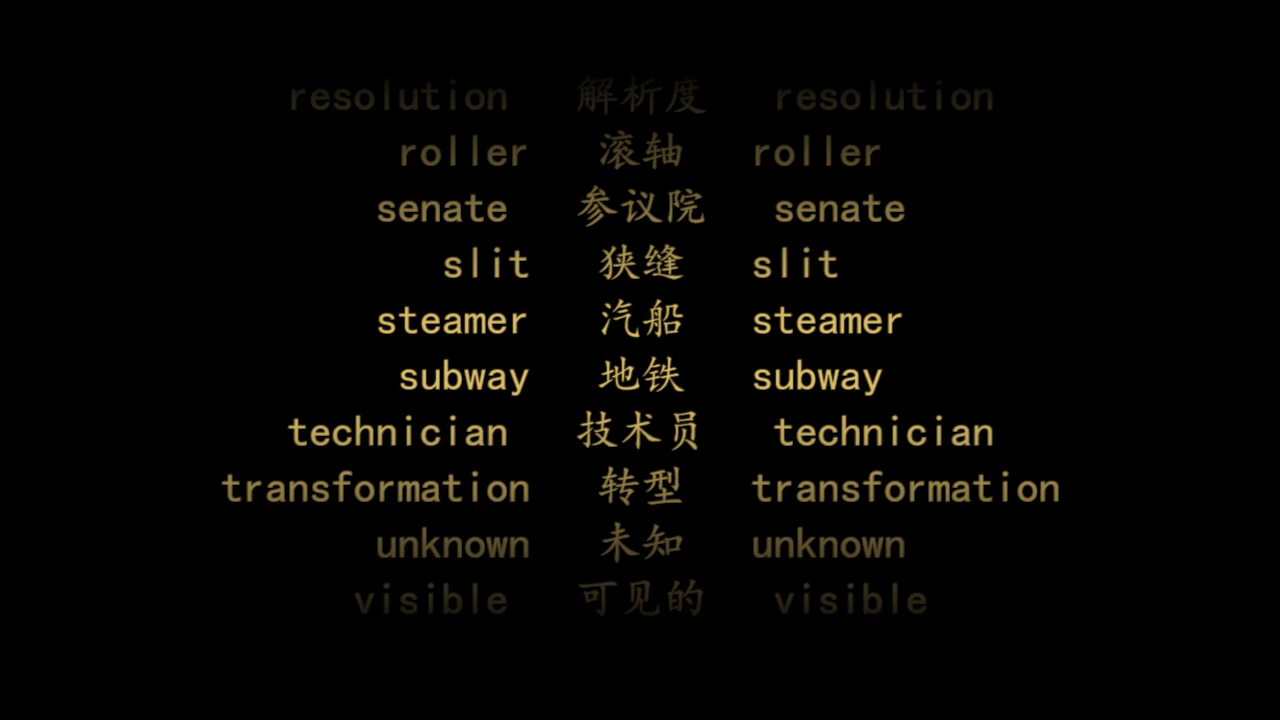 resolution 解析度 resolution
roller 滚轴 roller
senate 参议院 senate
slit 狭缝 slit
steamer 汽船 steamer
subway 地铁 subway
technician 技术员 technician
transformation 转型 transformation
unknown 未知 unknown
visible 可见的 visible